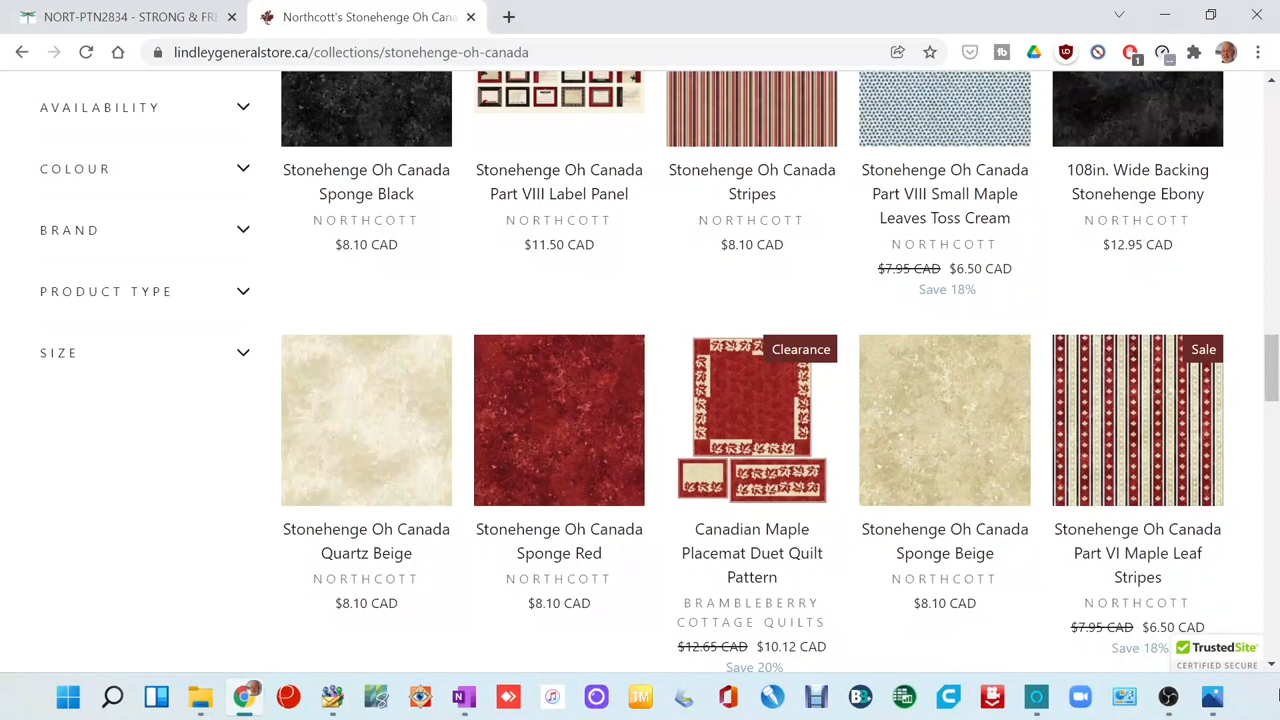 NORT-PTN2834 - STRONG & FRE
Northcott's Stonehenge Oh Cana
lindleygeneralstore.ca/collections/stonehenge-oh-canada
AVAILABILITY
COLOUR
BRAND
PRODUCT TYPE
SIZE
Stonehenge Oh Canada
Sponge Black
NORTHCOTT
$8.10 CAD
Stonehenge Oh Canada
Part VIII Label Panel
NORTHCOTT
$11.50 CAD
Stonehenge Oh Canada
Stripes
NORTHCOTT
$8.10 CAD
Stonehenge Oh Canada
Part VIII Small Maple
Leaves Toss Cream
NORTHCOTT
$7.95 CAD $6.50 CAD
Save 18%
108in. Wide Backing
Stonehenge Ebony
NORTHCOTT
$12.95 CAD
Stonehenge Oh Canada
Quartz Beige
NORTHCOTT
$8.10 CAD
Stonehenge Oh Canada
Sponge Red
NORTHCOTT
$8.10 CAD
Clearance
Canadian Maple
Placemat Duet Quilt
Pattern
BRAMBLEBERRY
COTTAGE QUILTS
$12.65 CAD $10.12 CAD
Save 20%
Stonehenge Oh Canada
Sponge Beige
NORTHCOTT
$8.10 CAD
Sale
Stonehenge Oh Canada
Part VI Maple Leaf
Stripes
NORTHCOTT
$7.95 CAD $6.50 CAD
Save 18%
TrustedSite
CERTIFIED SECURE